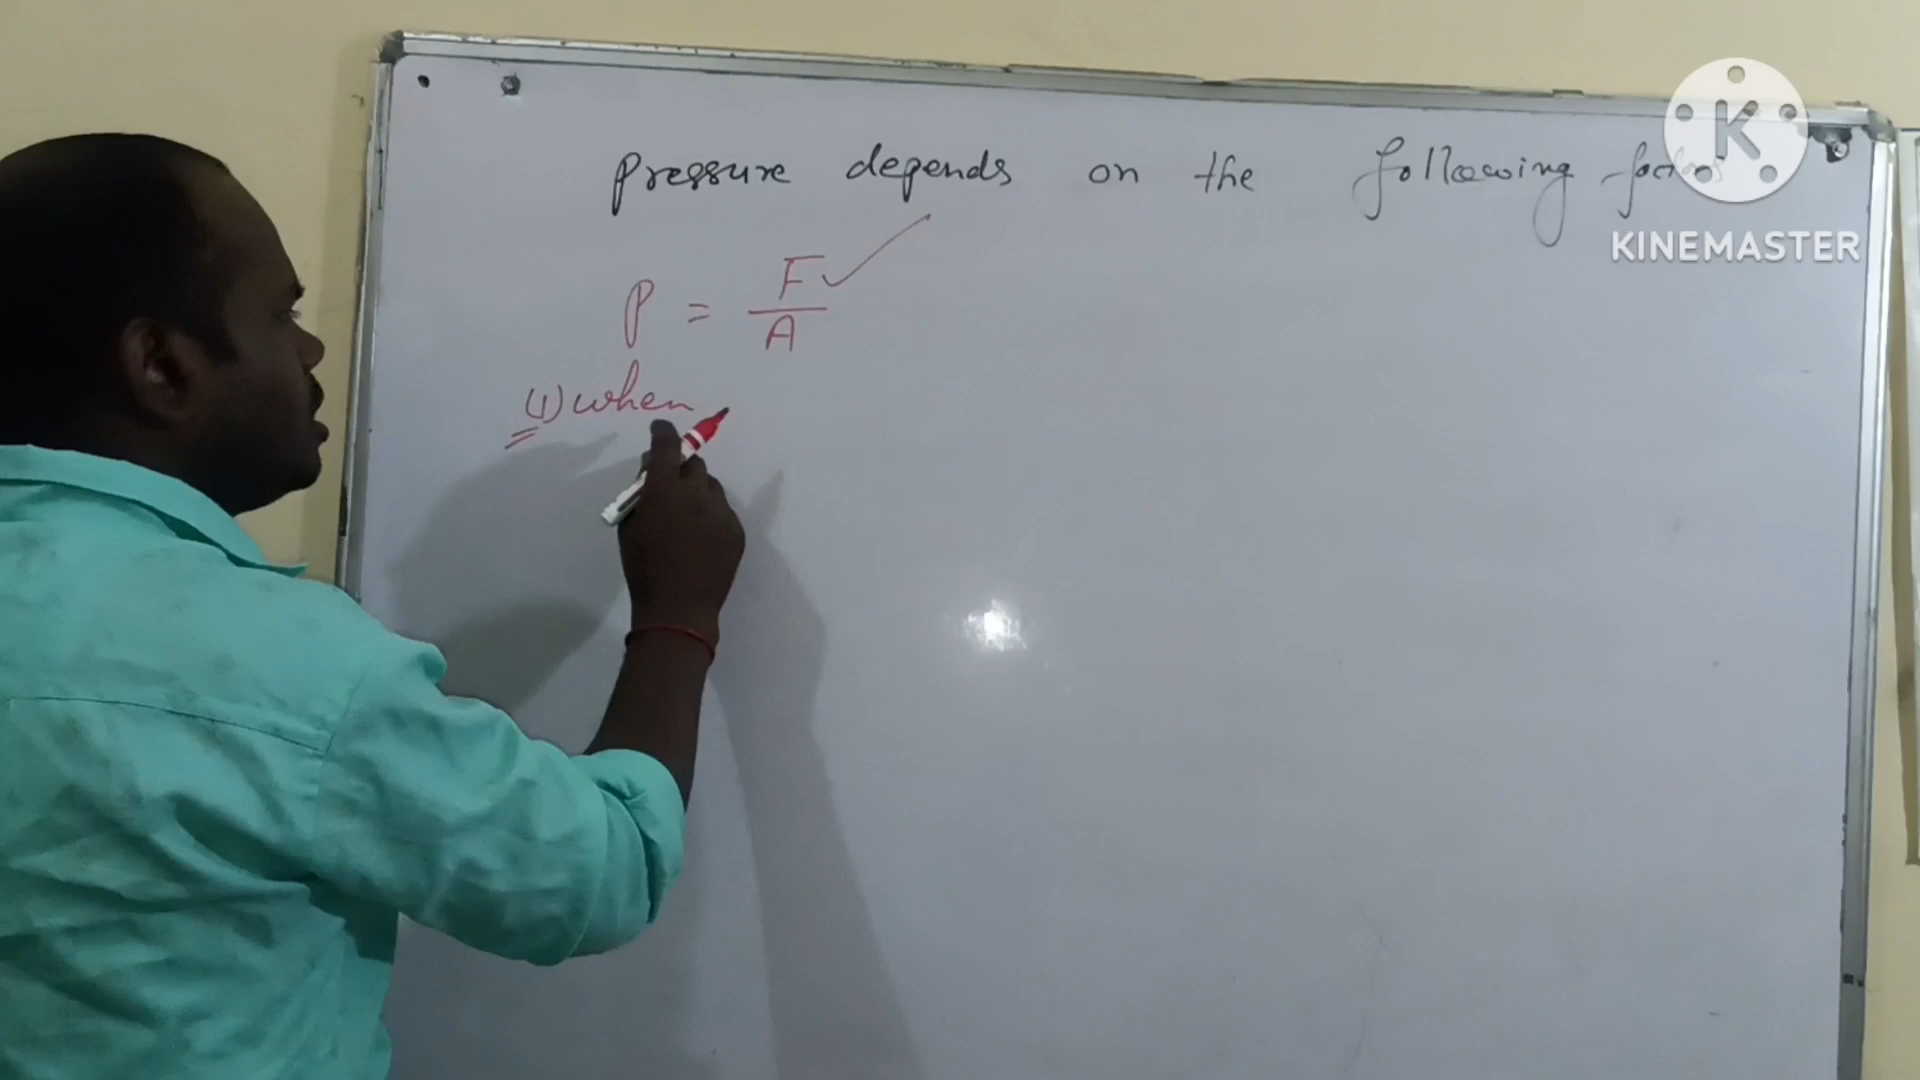 pressure depends on the following factors
P = F/A
(1) when
K
KINEMASTER